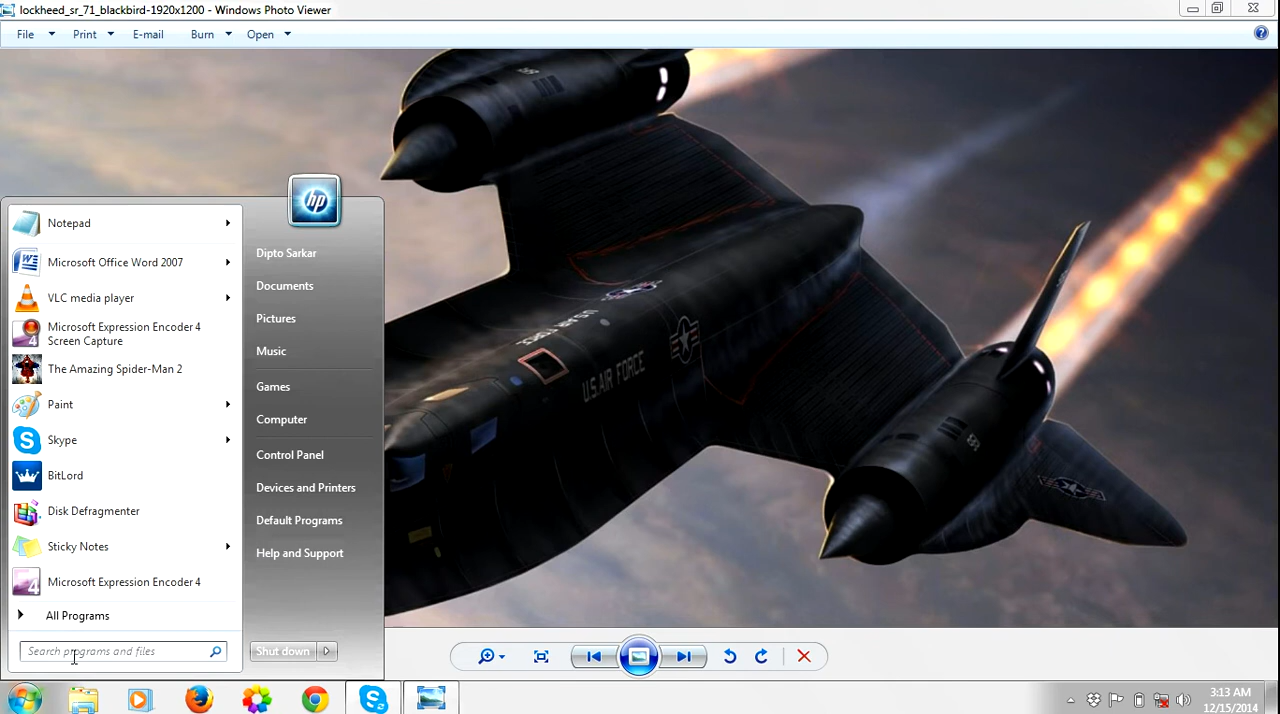 lockheed_sr_71_blackbird-1920x1200 - Windows Photo Viewer
File Print E-mail Burn Open
hp
Notepad
Microsoft Office Word 2007
VLC media player
Microsoft Expression Encoder 4
Screen Capture
The Amazing Spider-Man 2
Paint
Skype
BitLord
Disk Defragmenter
Sticky Notes
Microsoft Expression Encoder 4
All Programs
Search programs and files
Dipto Sarkar
Documents
Pictures
Music
Games
Computer
Control Panel
Devices and Printers
Default Programs
Help and Support
Shut down
U.S. AIR FORCE
U.S. AIR FORCE
3:13 AM
12/15/2014